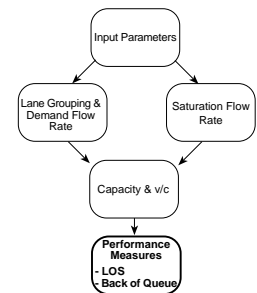 Input Parameters
Lane Grouping &
Demand Flow
Rate
Saturation Flow
Rate
Capacity & v/c
Performance
Measures
- LOS
- Back of Queue